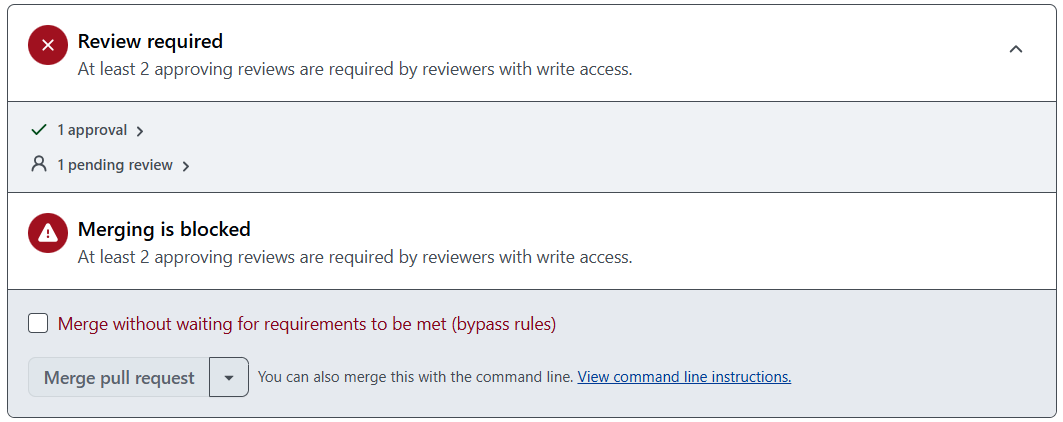 Review required
At least 2 approving reviews are required by reviewers with write access.
1 approval
1 pending review
Merging is blocked
At least 2 approving reviews are required by reviewers with write access.
Merge without waiting for requirements to be met (bypass rules)
Merge pull request
You can also merge this with the command line. View command line instructions.